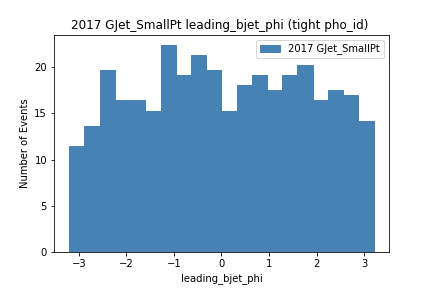 2017 GJet_SmallPt leading_bjet_phi (tight pho_id)
2017 GJet_SmallPt
Number of Events
20
15
10
5
0
−3 −2 −1 0 1 2 3
leading_bjet_phi